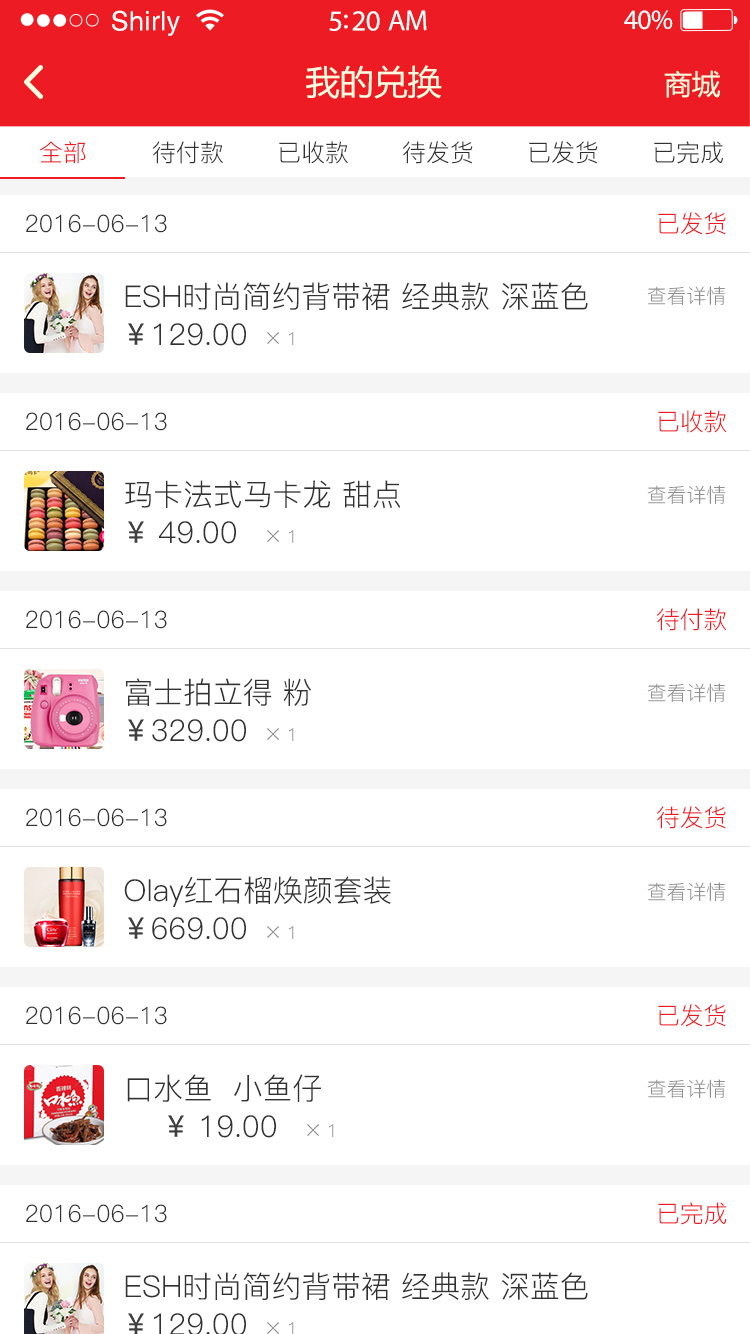 Shirly 5:20 AM 40%
我的兑换 商城
全部 待付款 已收款 待发货 已发货 已完成
2016-06-13 已发货
ESH时尚简约背带裙 经典款 深蓝色 查看详情
¥129.00 ×1
2016-06-13 已收款
玛卡法式马卡龙 甜点 查看详情
¥ 49.00 ×1
2016-06-13 待付款
富士拍立得 粉 查看详情
¥329.00 ×1
2016-06-13 待发货
Olay红石榴焕颜套装 查看详情
¥669.00 ×1
2016-06-13 已发货
口水鱼 小鱼仔 查看详情
口水鱼
¥ 19.00 ×1
2016-06-13 已完成
ESH时尚简约背带裙 经典款 深蓝色
¥129.00 ×1